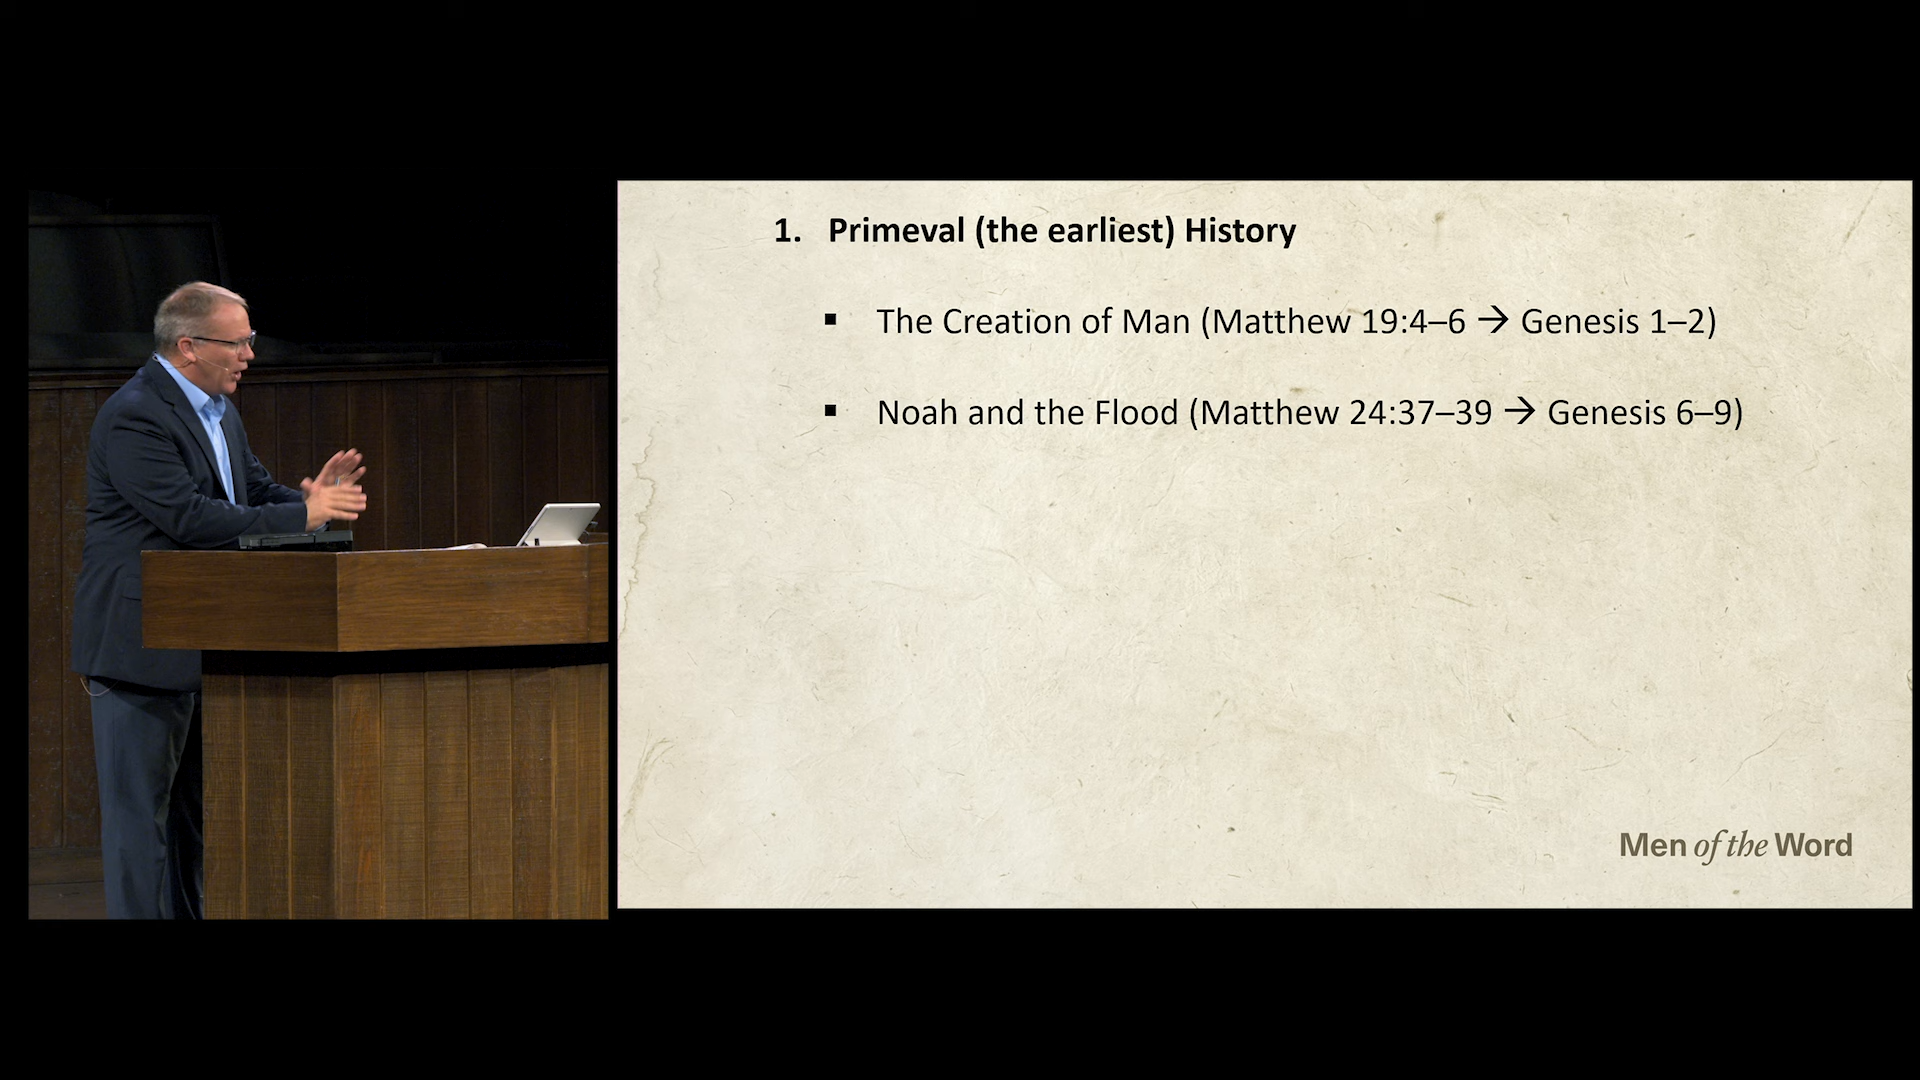 1. Primeval (the earliest) History
▪ The Creation of Man (Matthew 19:4–6 → Genesis 1–2)
▪ Noah and the Flood (Matthew 24:37–39 → Genesis 6–9)
Men of the Word